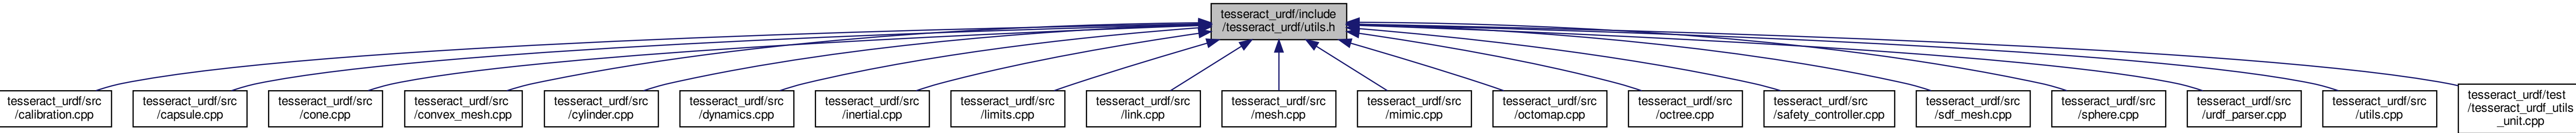 tesseract_urdf/include
/tesseract_urdf/utils.h
tesseract_urdf/src
/calibration.cpp
tesseract_urdf/src
/capsule.cpp
tesseract_urdf/src
/cone.cpp
tesseract_urdf/src
/convex_mesh.cpp
tesseract_urdf/src
/cylinder.cpp
tesseract_urdf/src
/dynamics.cpp
tesseract_urdf/src
/inertial.cpp
tesseract_urdf/src
/limits.cpp
tesseract_urdf/src
/link.cpp
tesseract_urdf/src
/mesh.cpp
tesseract_urdf/src
/mimic.cpp
tesseract_urdf/src
/octomap.cpp
tesseract_urdf/src
/octree.cpp
tesseract_urdf/src
/safety_controller.cpp
tesseract_urdf/src
/sdf_mesh.cpp
tesseract_urdf/src
/sphere.cpp
tesseract_urdf/src
/urdf_parser.cpp
tesseract_urdf/src
/utils.cpp
tesseract_urdf/test
/tesseract_urdf_utils
_unit.cpp